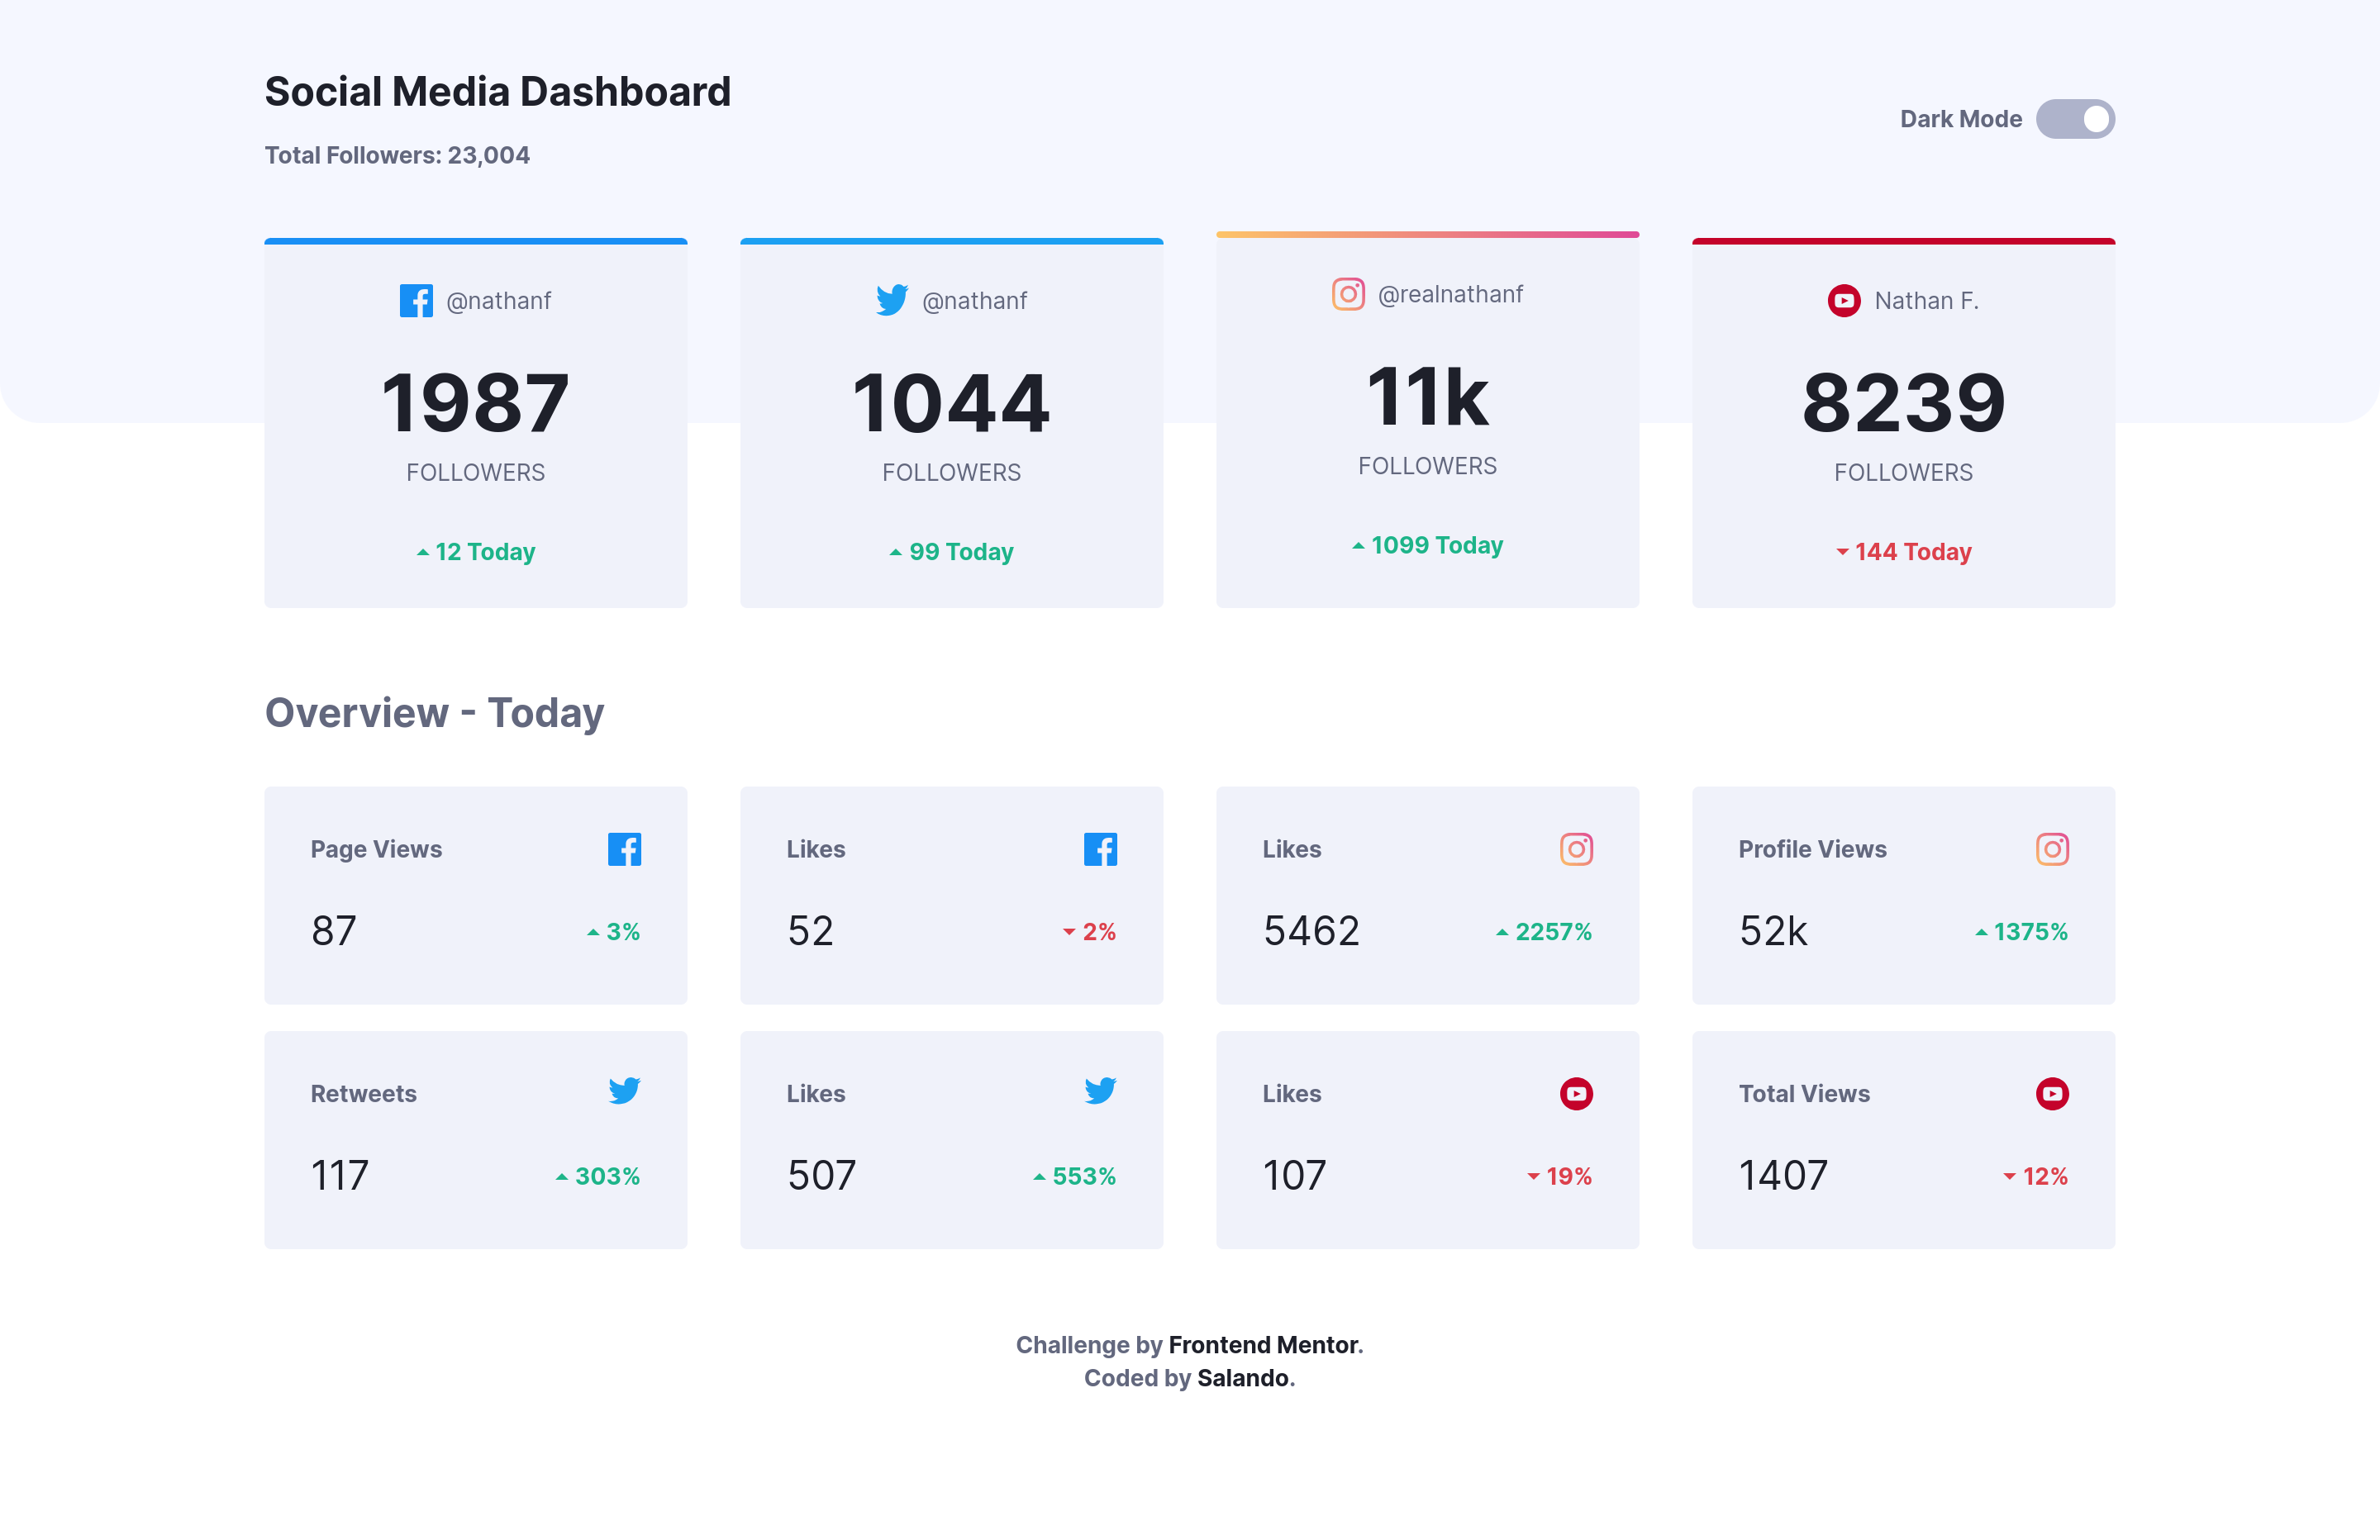 Social Media Dashboard
Total Followers: 23,004
Dark Mode
@nathanf
1987
FOLLOWERS
12 Today
@nathanf
1044
FOLLOWERS
99 Today
@realnathanf
11k
FOLLOWERS
1099 Today
Nathan F.
8239
FOLLOWERS
144 Today
Overview - Today
Page Views
87
3%
Likes
52
2%
Likes
5462
2257%
Profile Views
52k
1375%
Retweets
117
303%
Likes
507
553%
Likes
107
19%
Total Views
1407
12%
Challenge by Frontend Mentor.
Coded by Salando.